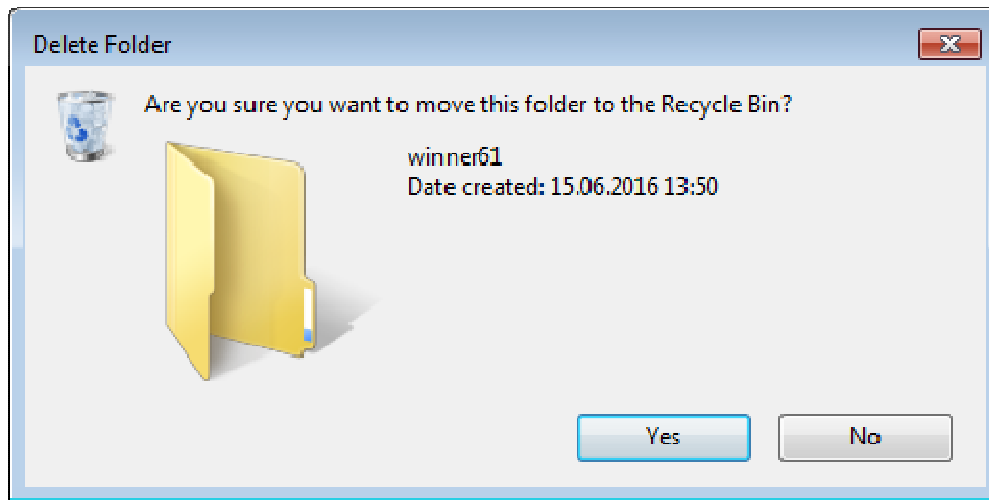 Delete Folder
Are you sure you want to move this folder to the Recycle Bin?
winner61
Date created: 15.06.2016 13:50
Yes
No